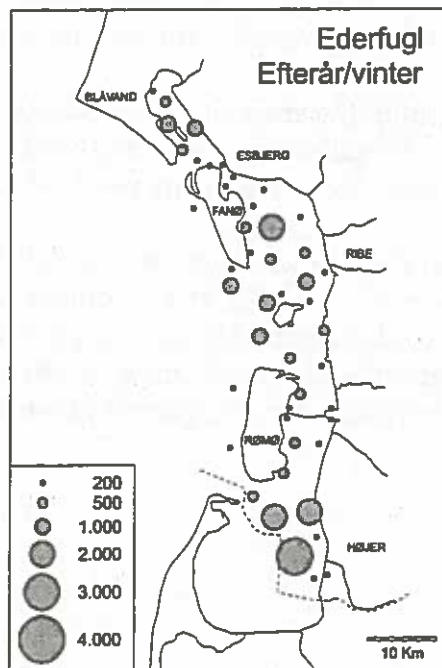 Ederfugl
Efterår/vinter
BLÅVAND
ESBJERG
FANØ
RIBE
RØMØ
HØJER
200
500
1.000
2.000
3.000
4.000
10 Km